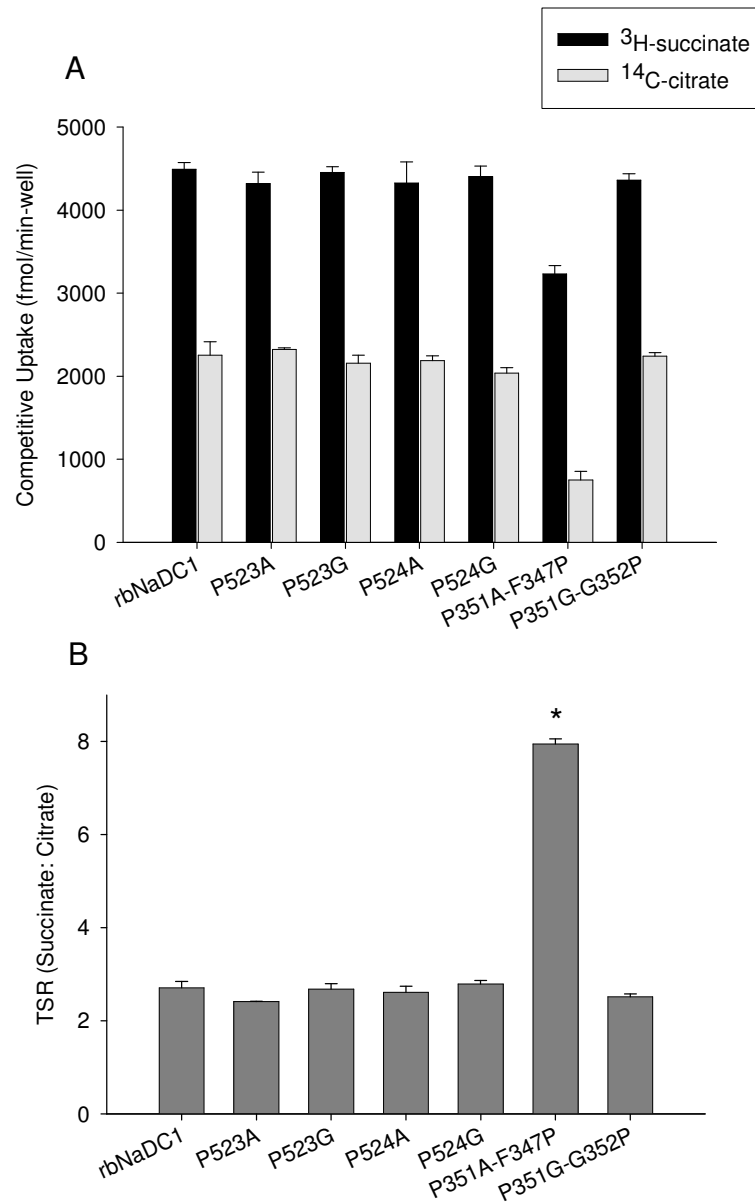 ³H-succinate
¹⁴C-citrate
A
Competitive Uptake (fmol/min-well)
5000
4000
3000
2000
1000
0
rbNaDC1
P523A
P523G
P524A
P524G
P351A-F347P
P351G-G352P
B
TSR (Succinate: Citrate)
8
6
4
2
0
*
rbNaDC1
P523A
P523G
P524A
P524G
P351A-F347P
P351G-G352P